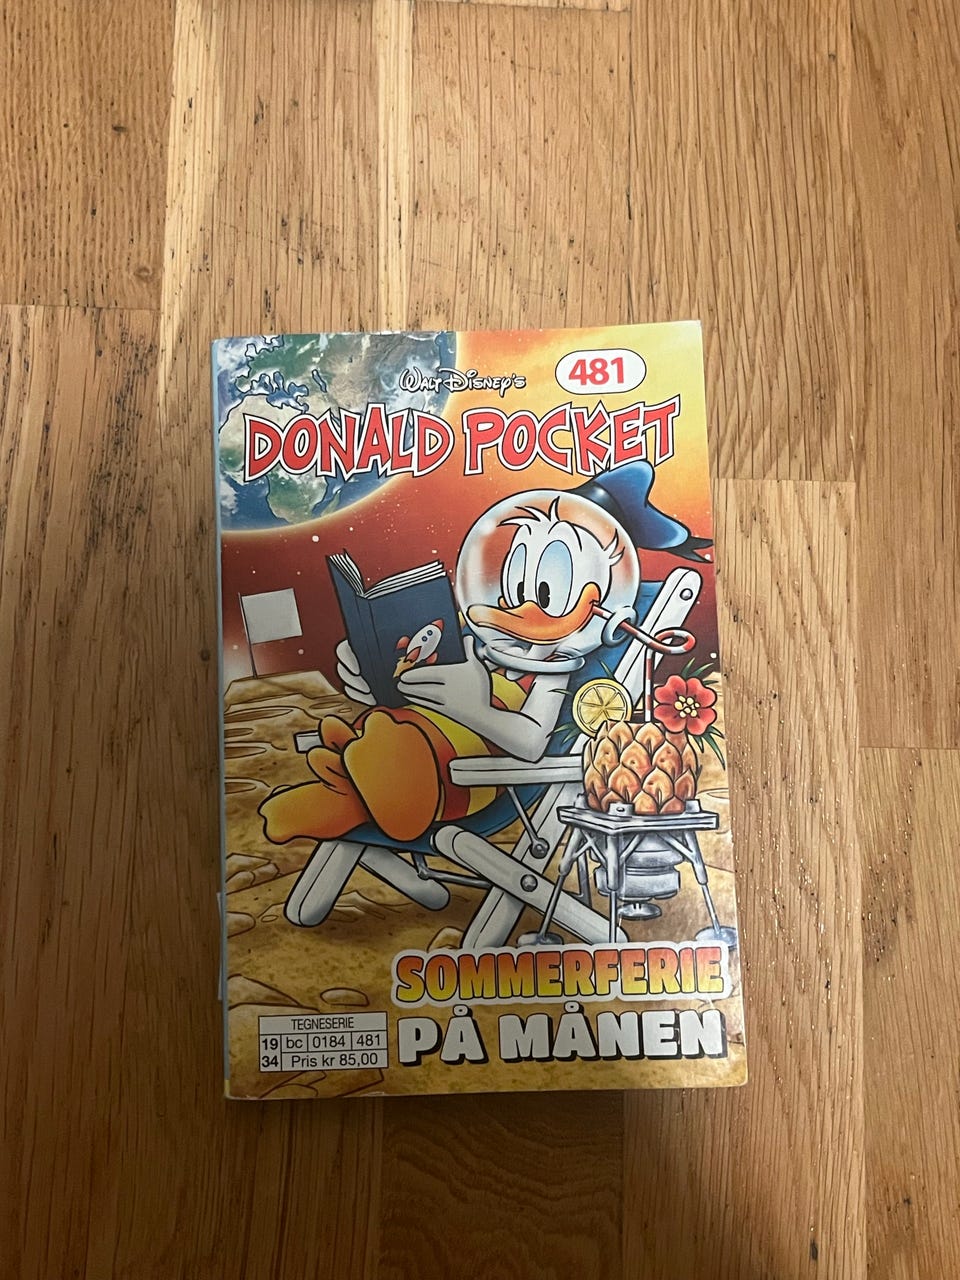 Walt Disney's
481
DONALD POCKET
SOMMERFERIE
PÅ MÅNEN
TEGNESERIE
19 bc 0184 481
34 Pris kr 85,00